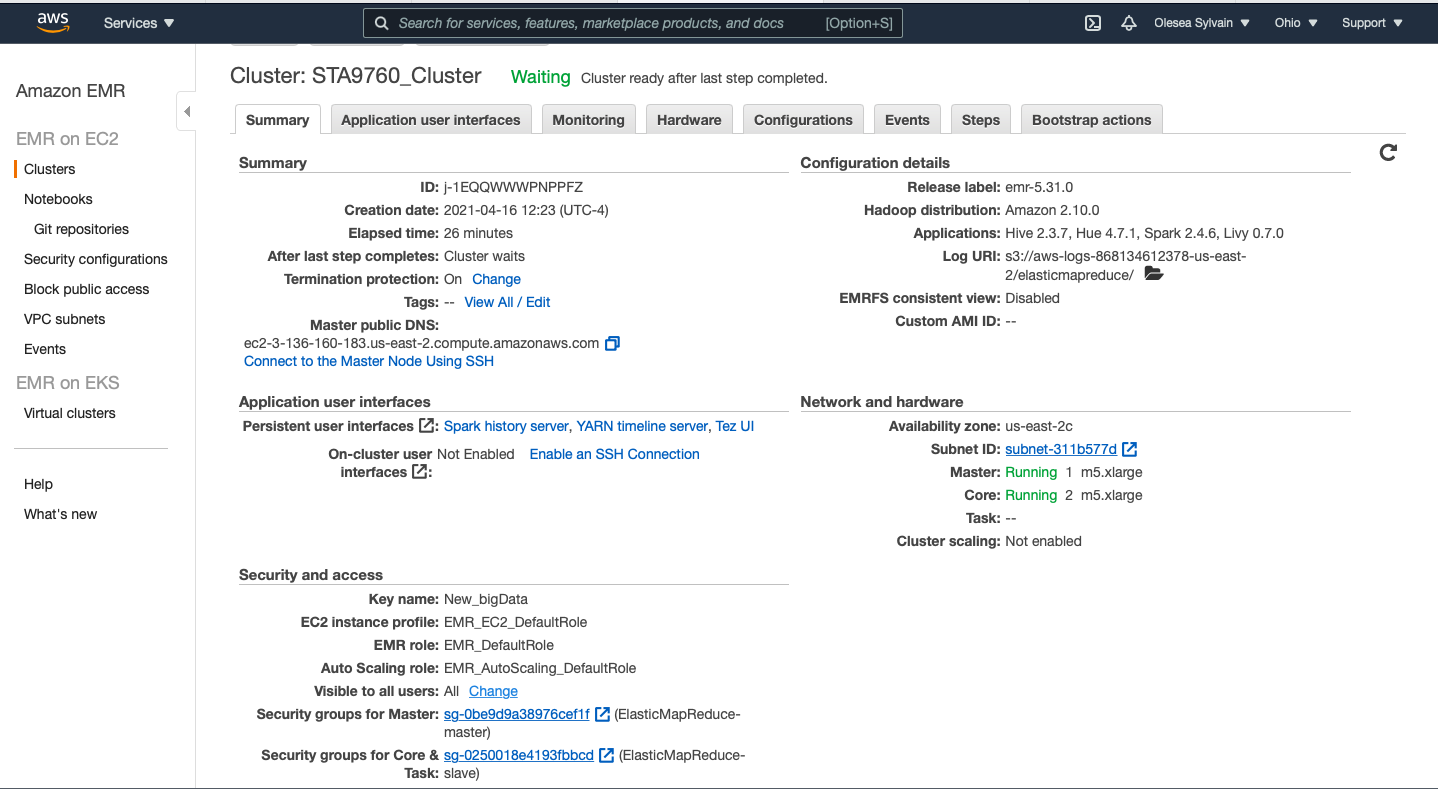 aws Services Search for services, features, marketplace products, and docs [Option+S] Olesea Sylvain Ohio Support
Amazon EMR
EMR on EC2
Clusters
Notebooks
Git repositories
Security configurations
Block public access
VPC subnets
Events
EMR on EKS
Virtual clusters
Help
What's new
Cluster: STA9760_Cluster Waiting Cluster ready after last step completed.
Summary Application user interfaces Monitoring Hardware Configurations Events Steps Bootstrap actions
Summary
ID: j-1EQQWWWPNPPFZ
Creation date: 2021-04-16 12:23 (UTC-4)
Elapsed time: 26 minutes
After last step completes: Cluster waits
Termination protection: On Change
Tags: -- View All / Edit
Master public DNS:
ec2-3-136-160-183.us-east-2.compute.amazonaws.com
Connect to the Master Node Using SSH
Configuration details
Release label: emr-5.31.0
Hadoop distribution: Amazon 2.10.0
Applications: Hive 2.3.7, Hue 4.7.1, Spark 2.4.6, Livy 0.7.0
Log URI: s3://aws-logs-868134612378-us-east-
2/elasticmapreduce/
EMRFS consistent view: Disabled
Custom AMI ID: --
Application user interfaces
Persistent user interfaces : Spark history server, YARN timeline server, Tez UI
On-cluster user Not Enabled Enable an SSH Connection
interfaces :
Network and hardware
Availability zone: us-east-2c
Subnet ID: subnet-311b577d
Master: Running 1 m5.xlarge
Core: Running 2 m5.xlarge
Task: --
Cluster scaling: Not enabled
Security and access
Key name: New_bigData
EC2 instance profile: EMR_EC2_DefaultRole
EMR role: EMR_DefaultRole
Auto Scaling role: EMR_AutoScaling_DefaultRole
Visible to all users: All Change
Security groups for Master: sg-0be9d9a38976cef1f (ElasticMapReduce-
master)
Security groups for Core & sg-0250018e4193fbbcd (ElasticMapReduce-
Task: slave)